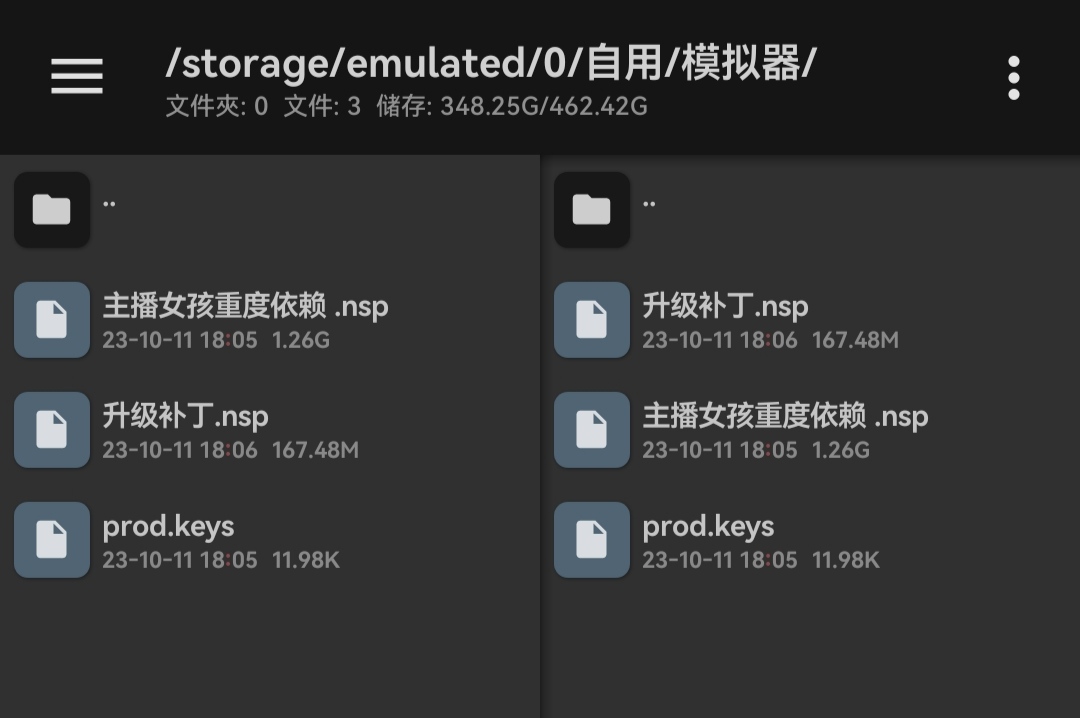 /storage/emulated/0/自用/模拟器/
文件夾: 0 文件: 3 储存: 348.25G/462.42G
..
主播女孩重度依赖 .nsp
23-10-11 18:05 1.26G
升级补丁.nsp
23-10-11 18:06 167.48M
prod.keys
23-10-11 18:05 11.98K
..
升级补丁.nsp
23-10-11 18:06 167.48M
主播女孩重度依赖 .nsp
23-10-11 18:05 1.26G
prod.keys
23-10-11 18:05 11.98K